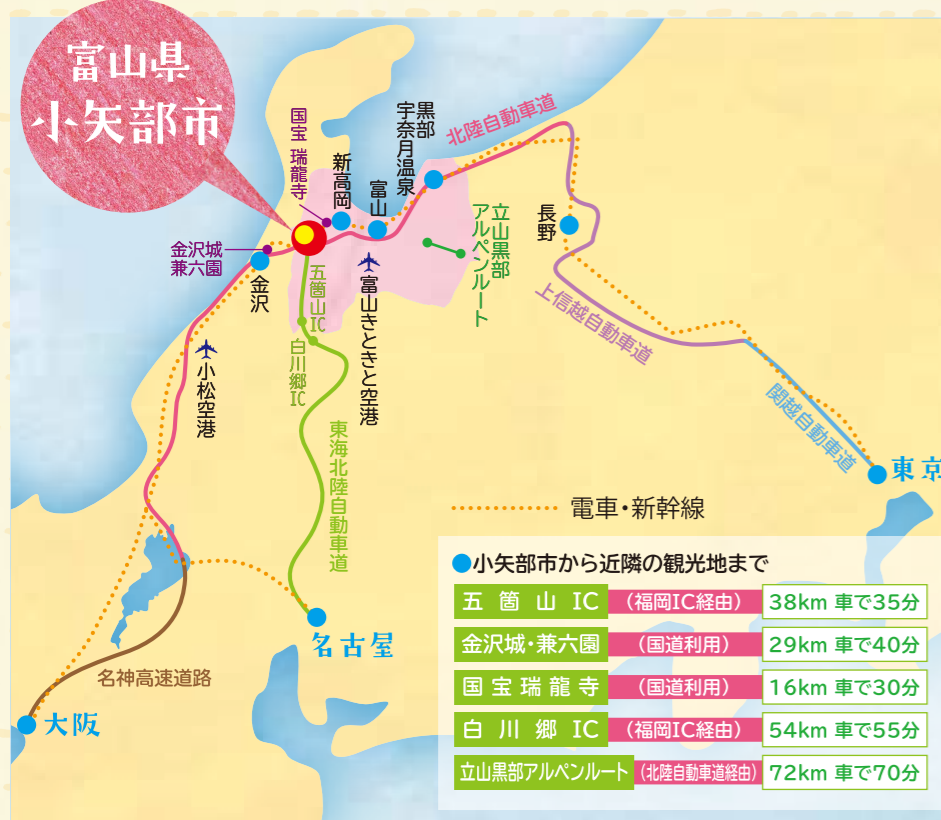 富山県
小矢部市
国宝 瑞龍寺
新高岡
富山
黒部
宇奈月温泉
北陸自動車道
金沢城
兼六園
金沢
五箇山IC
白川郷IC
富山きときと空港
立山黒部
アルペンルート
長野
上信越自動車道
小松空港
東海北陸自動車道
関越自動車道
東京
電車・新幹線
名古屋
名神高速道路
大阪
●小矢部市から近隣の観光地まで
五箇山IC （福岡IC経由） 38km 車で35分
金沢城・兼六園 （国道利用） 29km 車で40分
国宝瑞龍寺 （国道利用） 16km 車で30分
白川郷IC （福岡IC経由） 54km 車で55分
立山黒部アルペンルート （北陸自動車道経由） 72km 車で70分